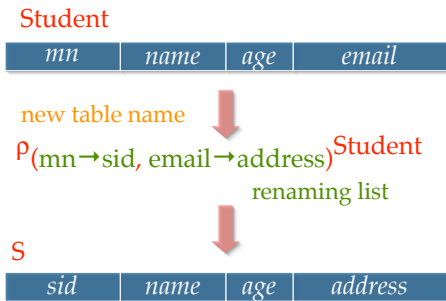 Student
mn name age email
new table name
ρ(mn→sid, email→address)Student
renaming list
S
sid name age address